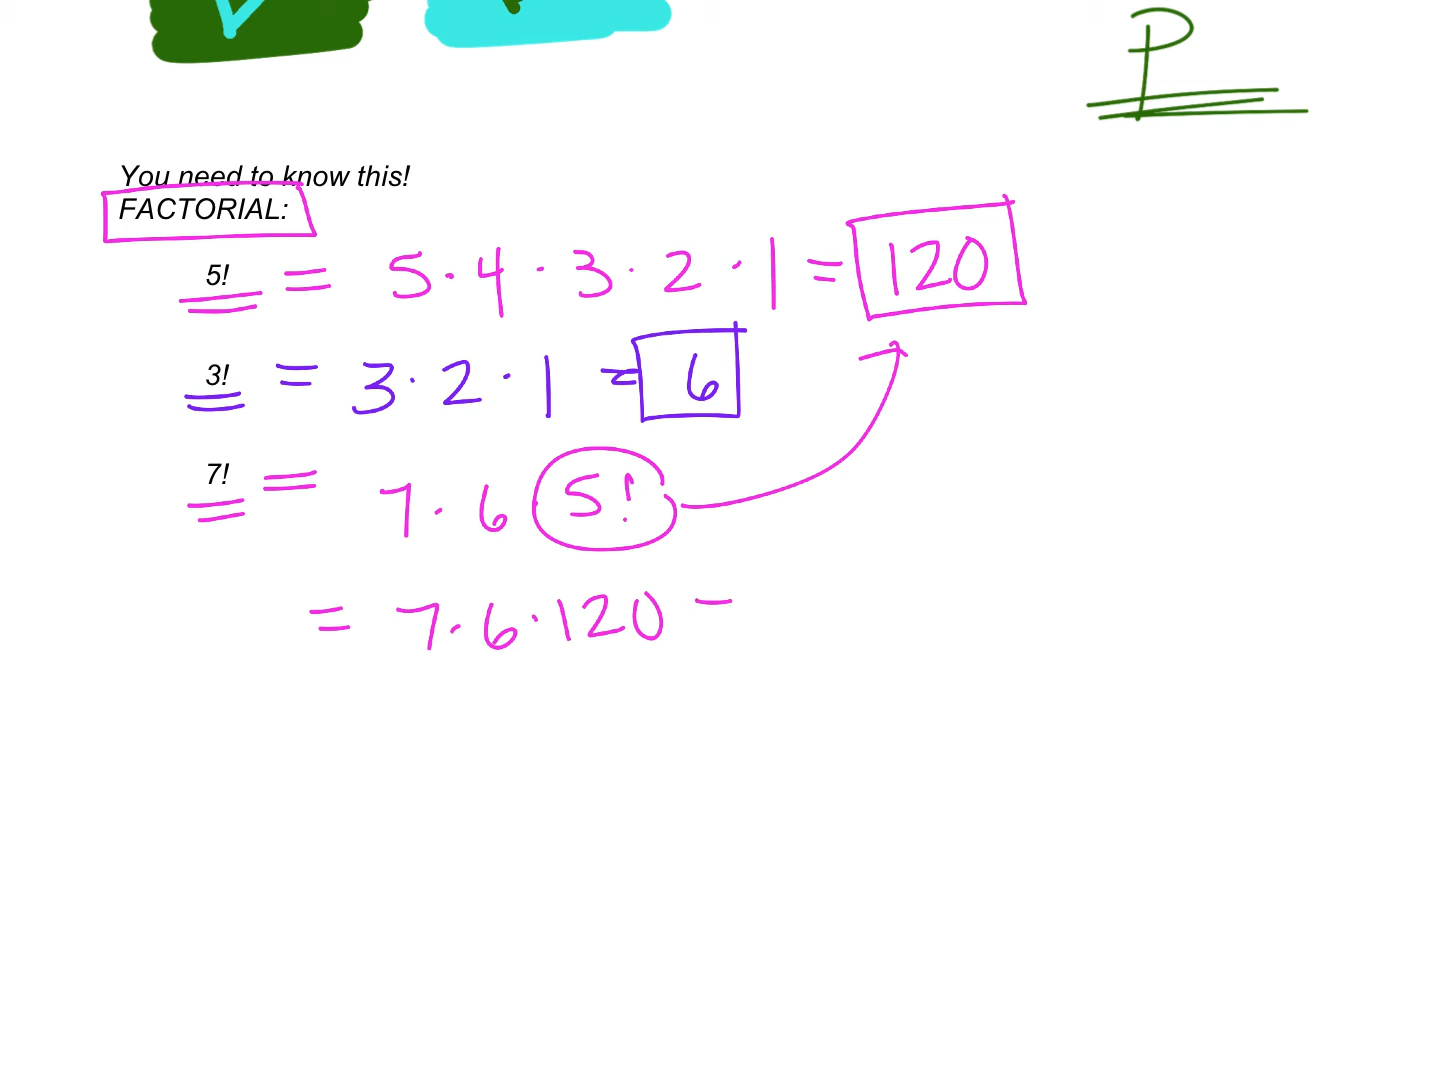 P
You need to know this!
FACTORIAL:
5! = 5 · 4 · 3 · 2 · 1 = 120
3! = 3 · 2 · 1 = 6
7! = 7 · 6 5!
= 7 · 6 · 120 –